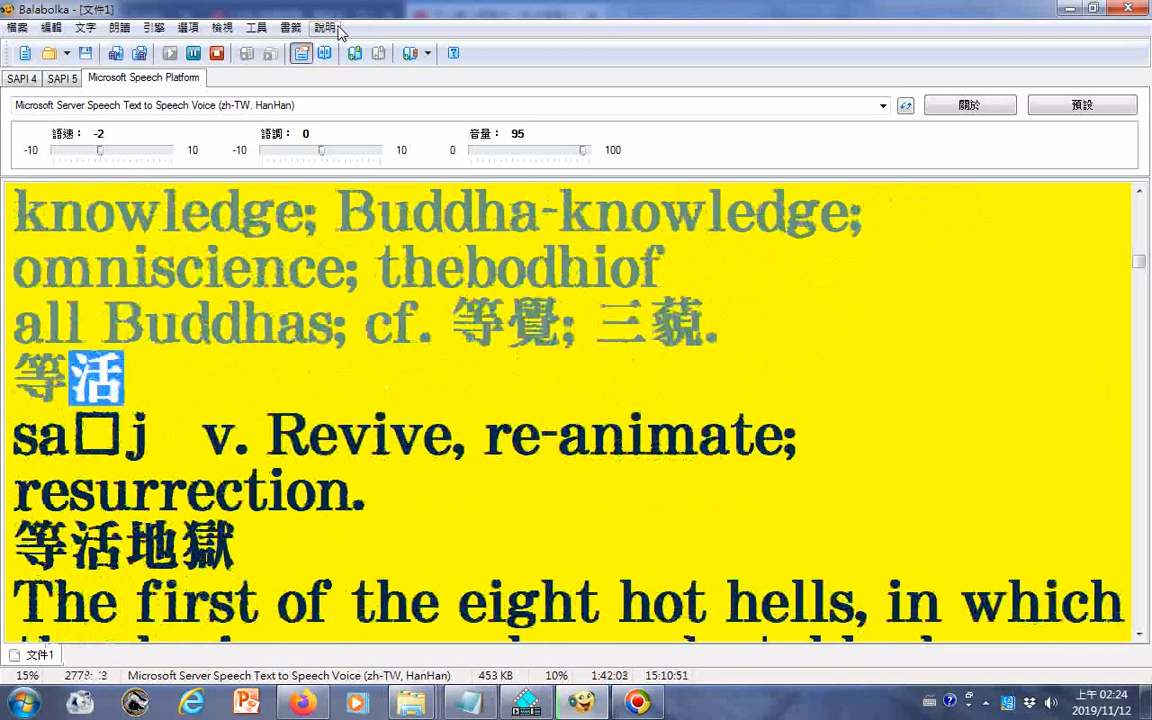 Balabolka - [文件1]
檔案 編輯 文字 朗讀 引擎 選項 檢視 工具 書籤 說明
SAPI 4 SAPI 5 Microsoft Speech Platform
Microsoft Server Speech Text to Speech Voice (zh-TW, HanHan) 關於 預設
語速： -2 語調： 0 音量： 95
-10 10 -10 10 0 100
knowledge; Buddha-knowledge;
omniscience; thebodhiof
all Buddhas; cf. 等覺; 三藐.
等活
sa□j v. Revive, re-animate;
resurrection.
等活地獄
The first of the eight hot hells, in which
文件1
15% Microsoft Server Speech Text to Speech Voice (zh-TW, HanHan) 453 KB 10% 1:42:03 15:10:51
上午 02:24
2019/11/12